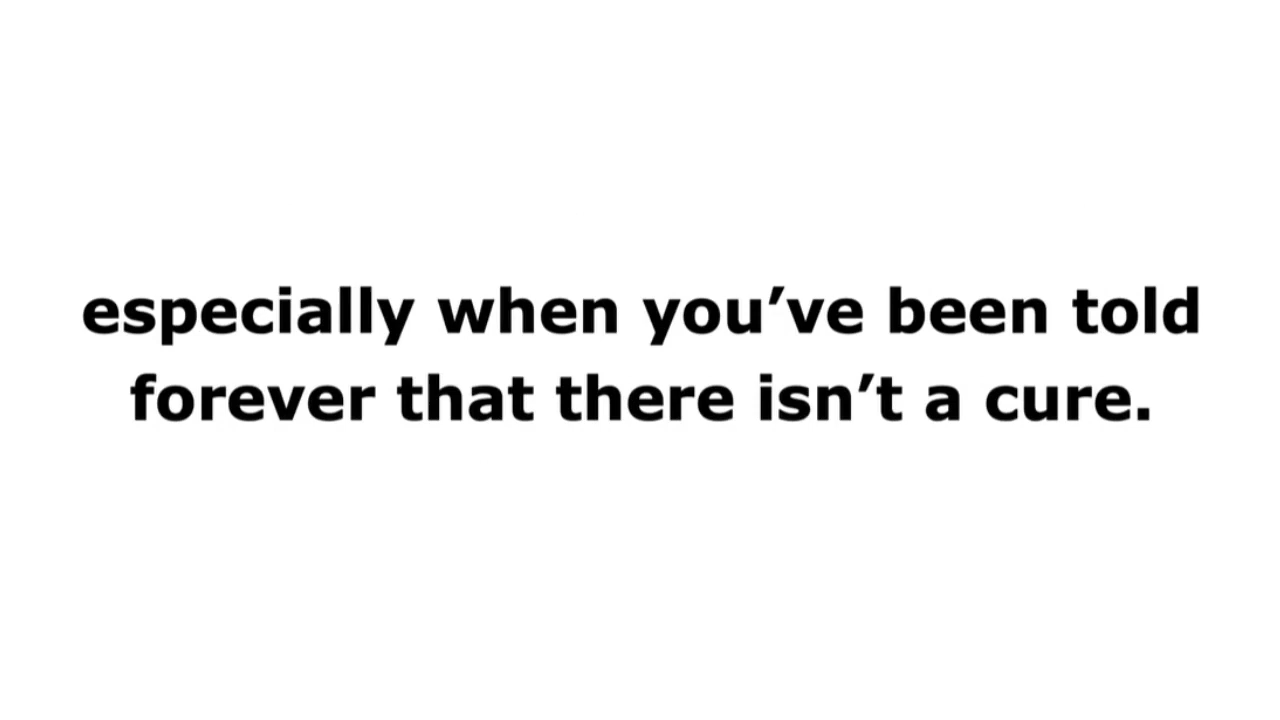 especially when you’ve been told
forever that there isn’t a cure.